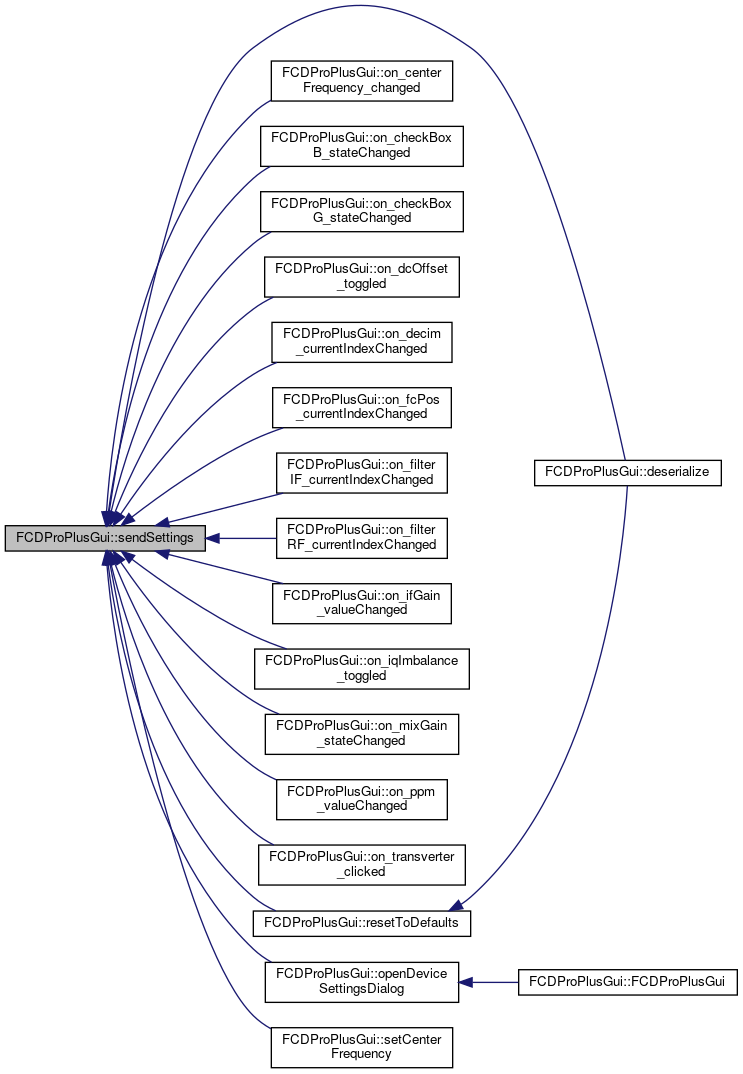 FCDProPlusGui::on_center
Frequency_changed
FCDProPlusGui::on_checkBox
B_stateChanged
FCDProPlusGui::on_checkBox
G_stateChanged
FCDProPlusGui::on_dcOffset
_toggled
FCDProPlusGui::on_decim
_currentIndexChanged
FCDProPlusGui::on_fcPos
_currentIndexChanged
FCDProPlusGui::on_filter
IF_currentIndexChanged
FCDProPlusGui::deserialize
FCDProPlusGui::sendSettings
FCDProPlusGui::on_filter
RF_currentIndexChanged
FCDProPlusGui::on_ifGain
_valueChanged
FCDProPlusGui::on_iqImbalance
_toggled
FCDProPlusGui::on_mixGain
_stateChanged
FCDProPlusGui::on_ppm
_valueChanged
FCDProPlusGui::on_transverter
_clicked
FCDProPlusGui::resetToDefaults
FCDProPlusGui::openDevice
SettingsDialog
FCDProPlusGui::FCDProPlusGui
FCDProPlusGui::setCenter
Frequency